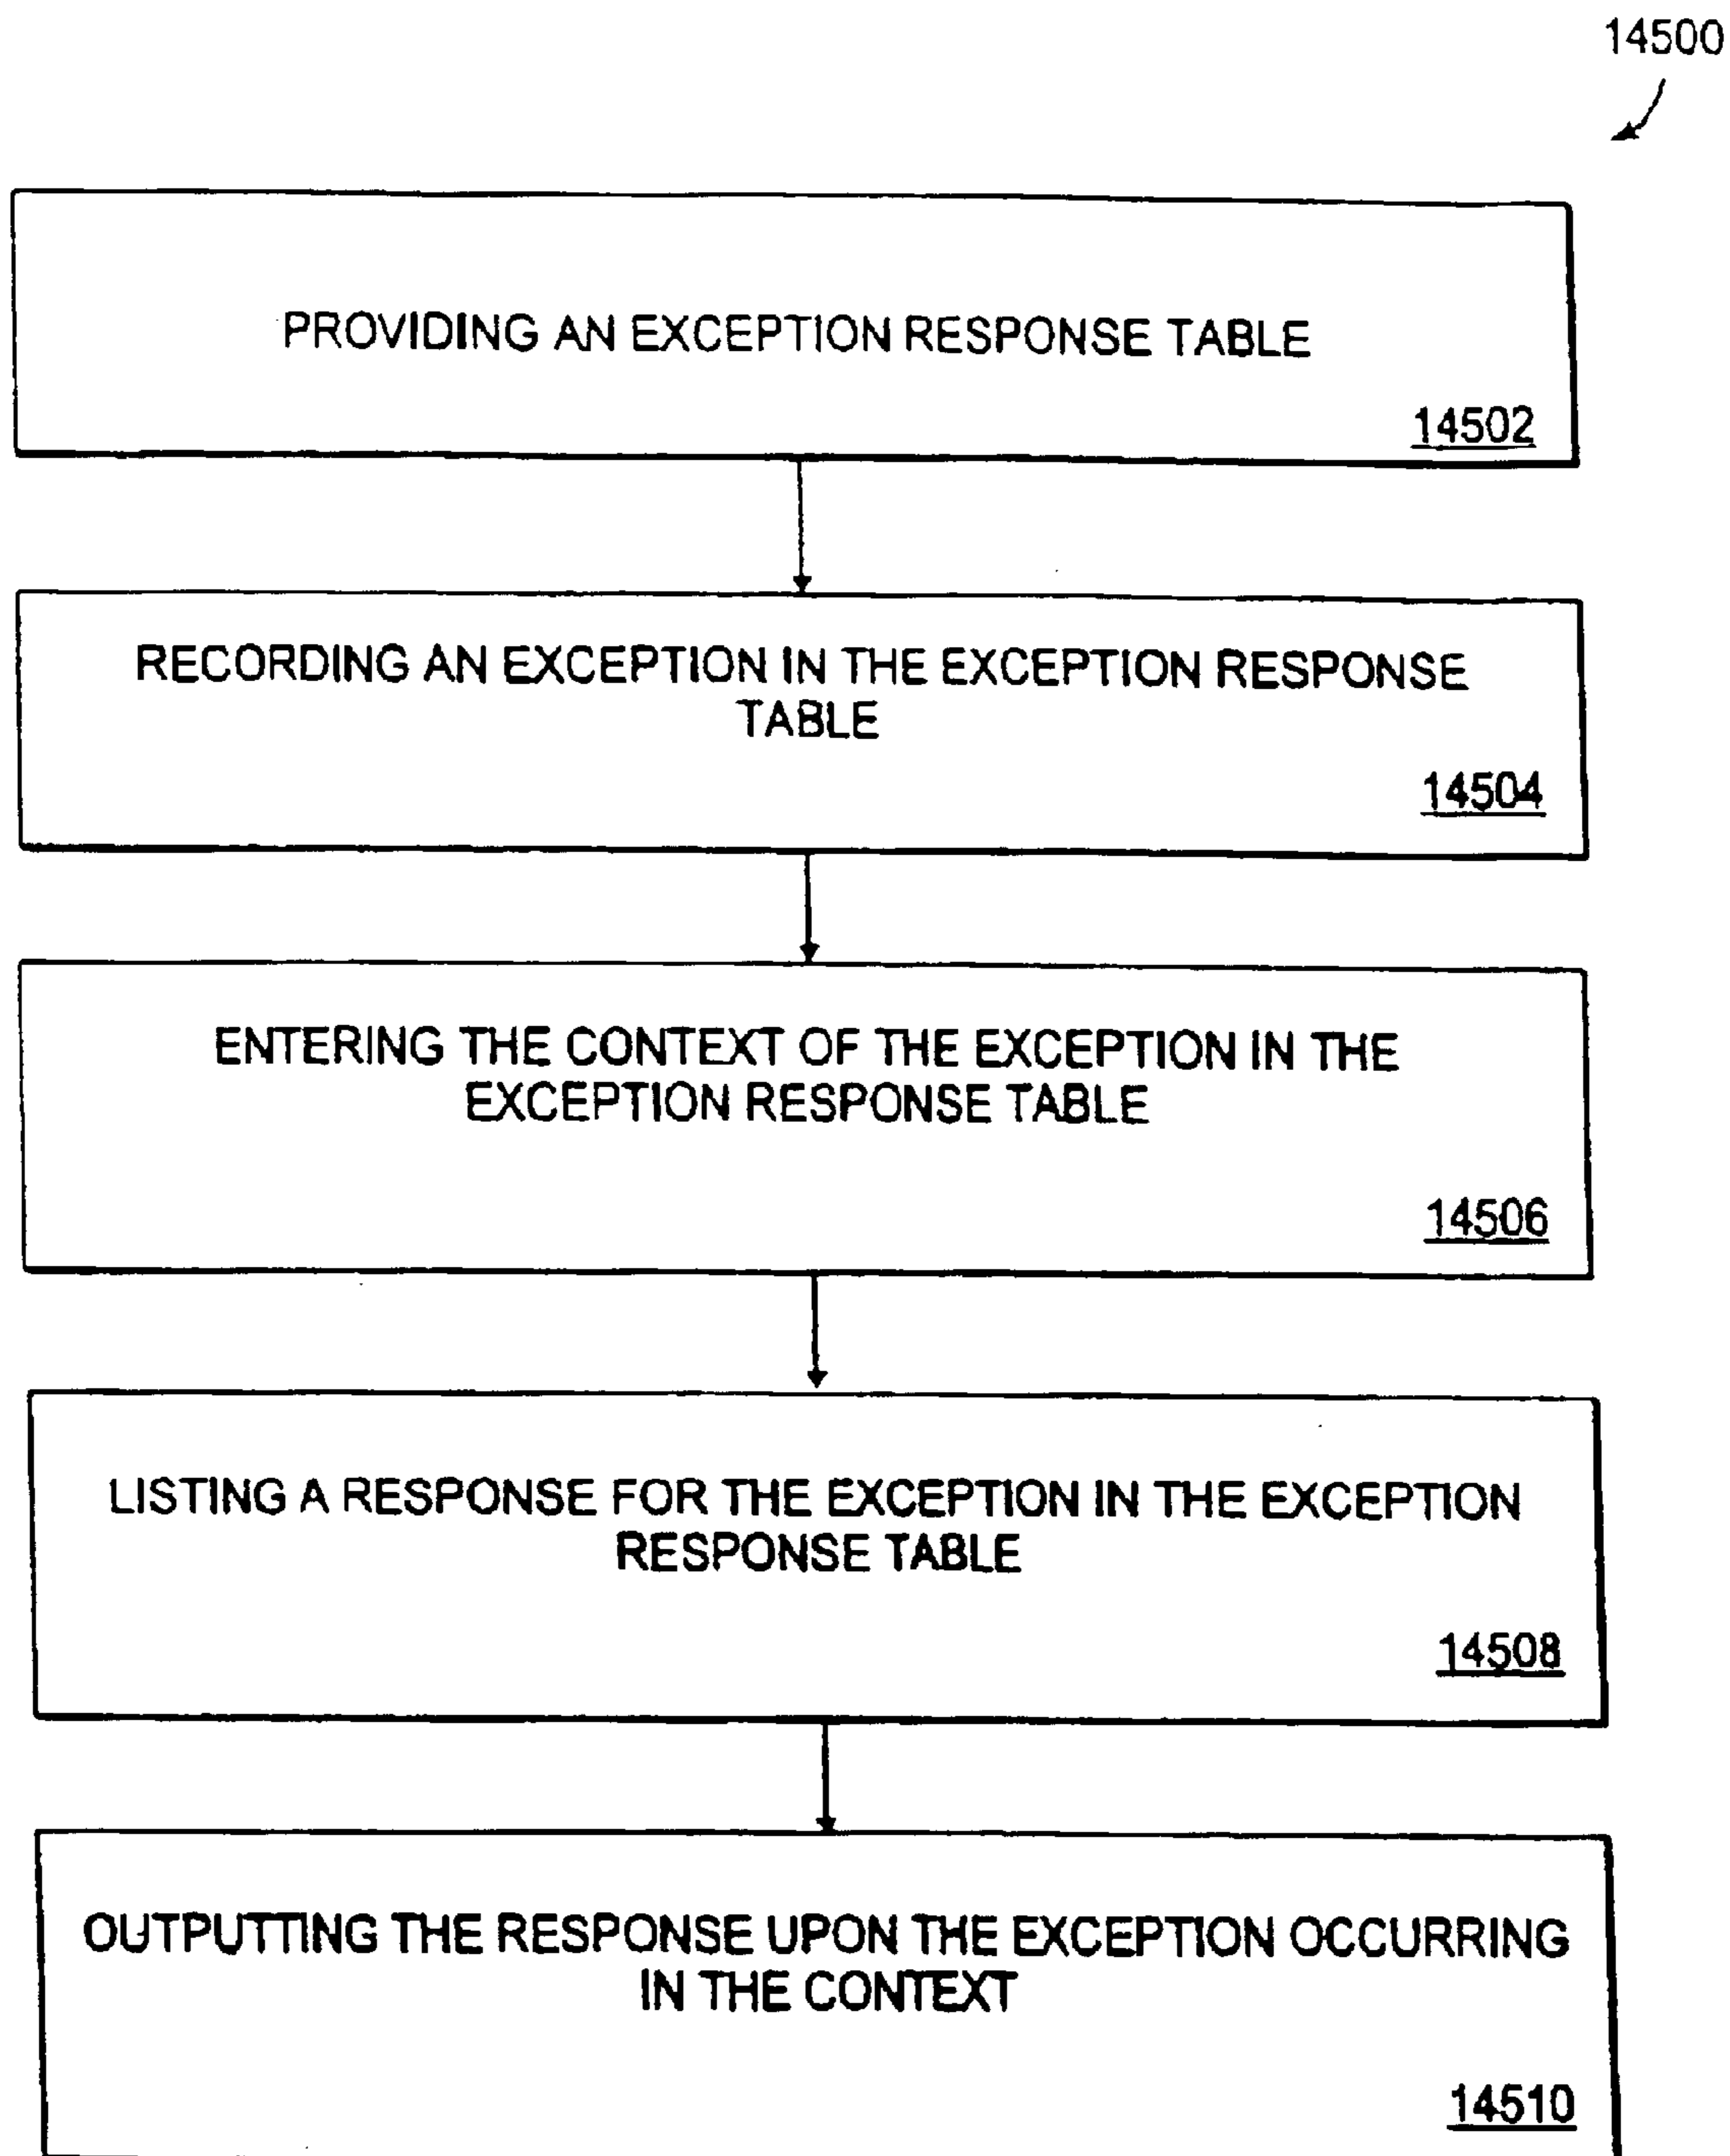 14500
PROVIDING AN EXCEPTION RESPONSE TABLE
14502
RECORDING AN EXCEPTION IN THE EXCEPTION RESPONSE
TABLE
14504
ENTERING THE CONTEXT OF THE EXCEPTION IN THE
EXCEPTION RESPONSE TABLE
14506
LISTING A RESPONSE FOR THE EXCEPTION IN THE EXCEPTION
RESPONSE TABLE
14508
OUTPUTTING THE RESPONSE UPON THE EXCEPTION OCCURRING
IN THE CONTEXT
14510